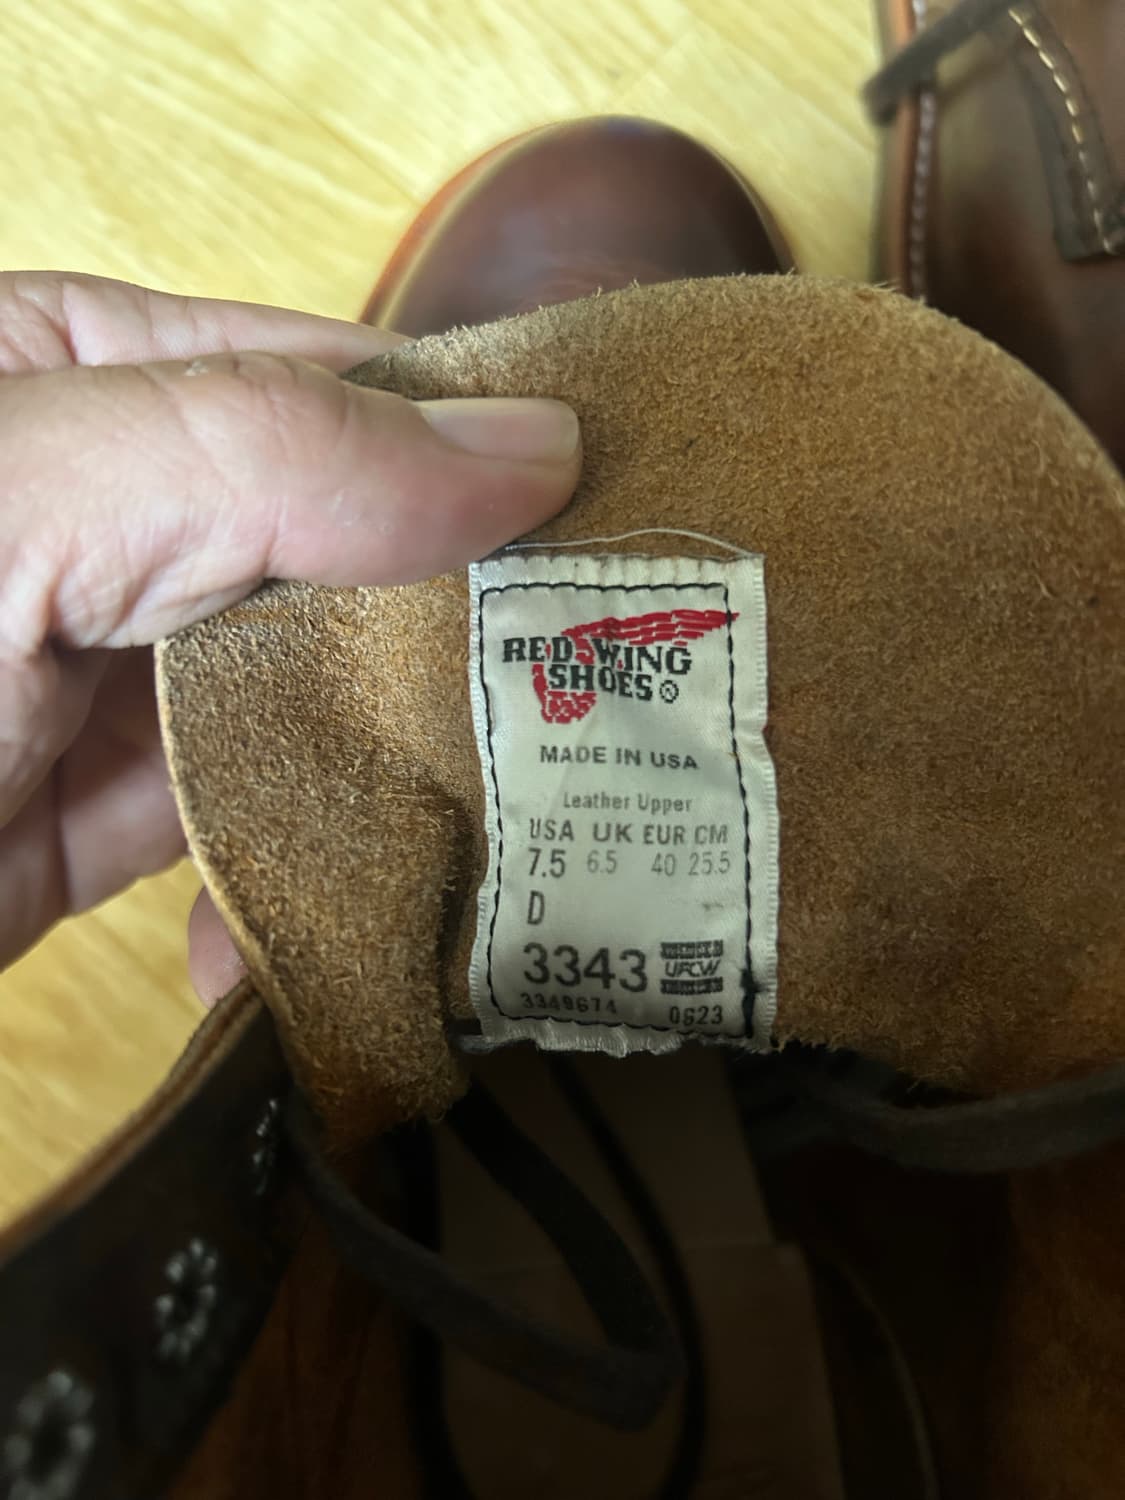 RED WING
SHOES®
MADE IN USA
Leather Upper
USA UK EUR CM
7.5 6.5 40 25.5
D
3343 UFCW
3349674 0623